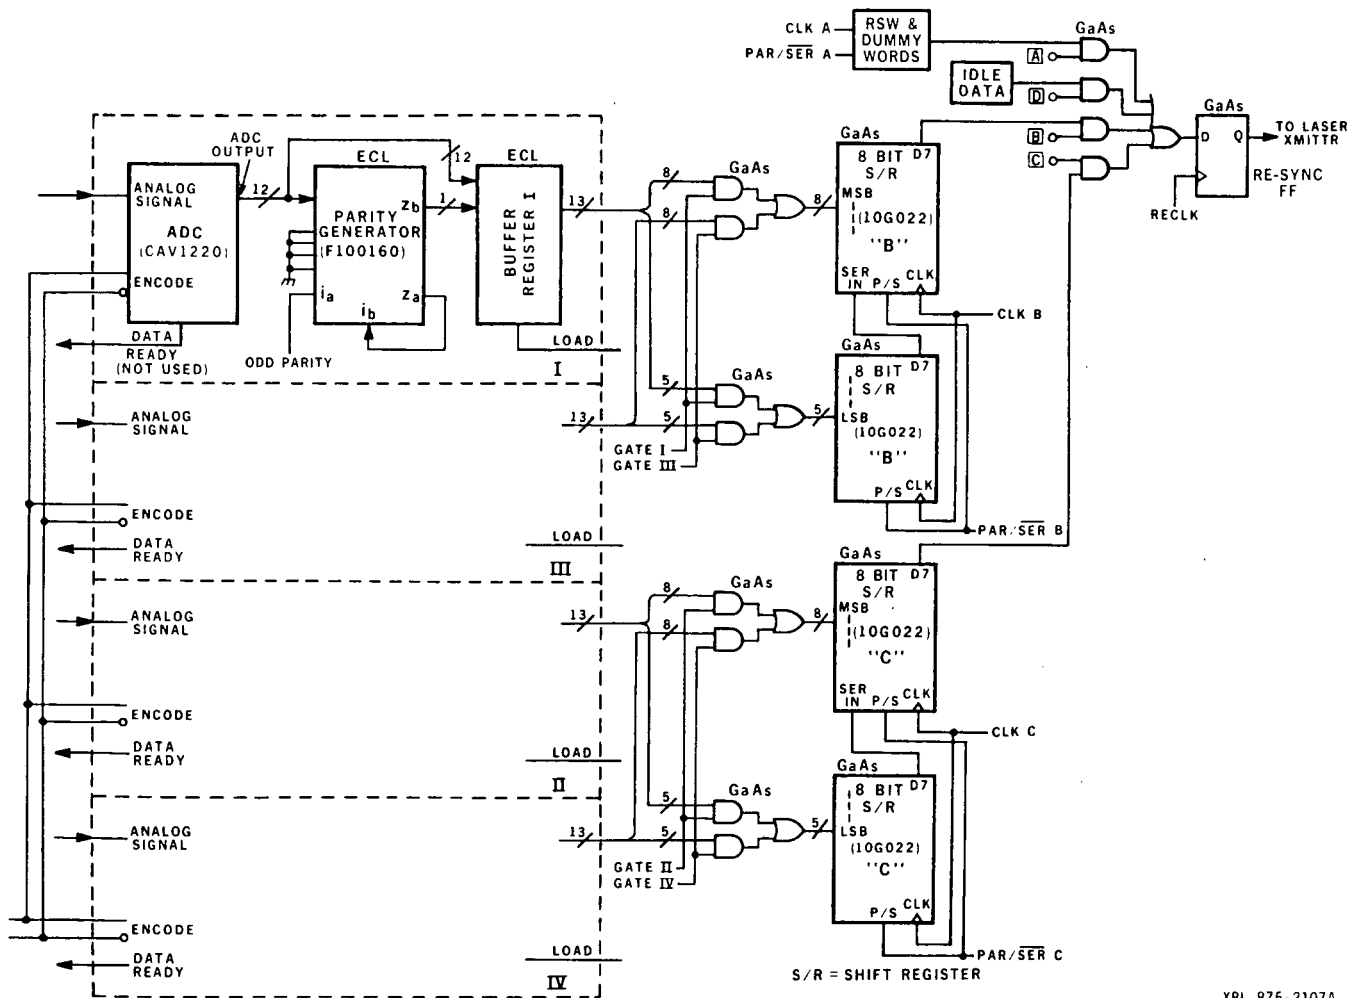 CLK A
PAR/SER A
RSW &
DUMMY
WORDS
GaAs
A
IDLE
DATA
D
B
C
GaAs
D Q
TO LASER
XMITTR
RE-SYNC
FF
RECLK
ADC
OUTPUT
12
ANALOG
SIGNAL
ADC
(CAV1220)
ENCODE
DATA
READY
(NOT USED)
12
ECL
Zb
PARITY
GENERATOR
(F100160)
ia
ib
Za
ODD PARITY
1
ECL
BUFFER
REGISTER I
LOAD
I
13
8
8
GaAs
8
GaAs
8 BIT D7
S/R
MSB
(10G022)
"B"
SER
IN
P/S
CLK
CLK B
5
5
GaAs
5
GATE I
GATE III
GaAs
8 BIT D7
S/R
LSB
(10G022)
"B"
P/S
CLK
PAR/SER B
ANALOG
SIGNAL
13
ENCODE
DATA
READY
LOAD
III
ANALOG
SIGNAL
13
ENCODE
DATA
READY
LOAD
II
8
8
GaAs
8
GaAs
8 BIT D7
S/R
MSB
(10G022)
"C"
SER
IN
P/S
CLK
CLK C
5
5
GaAs
5
GATE II
GATE IV
GaAs
8 BIT D7
S/R
LSB
(10G022)
"C"
P/S
CLK
PAR/SER C
ANALOG
SIGNAL
13
ENCODE
DATA
READY
LOAD
IV
S/R = SHIFT REGISTER
XBL 875-2107A